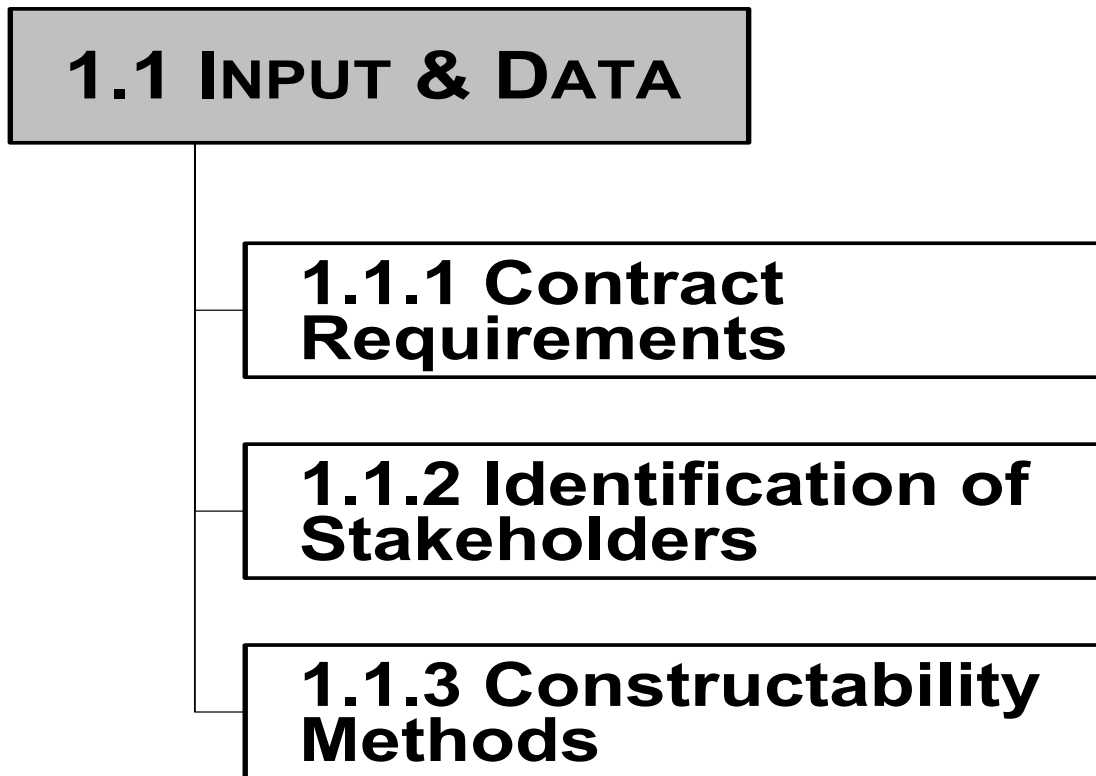 1.1 INPUT & DATA
1.1.1 Contract
Requirements
1.1.2 Identification of
Stakeholders
1.1.3 Constructability
Methods